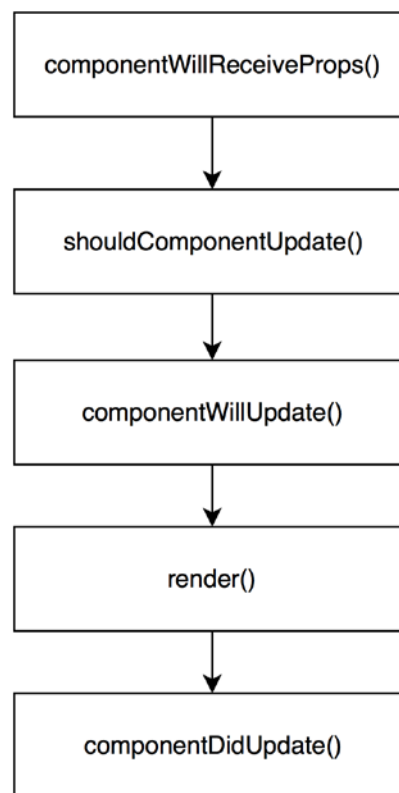 componentWillReceiveProps()
shouldComponentUpdate()
componentWillUpdate()
render()
componentDidUpdate()